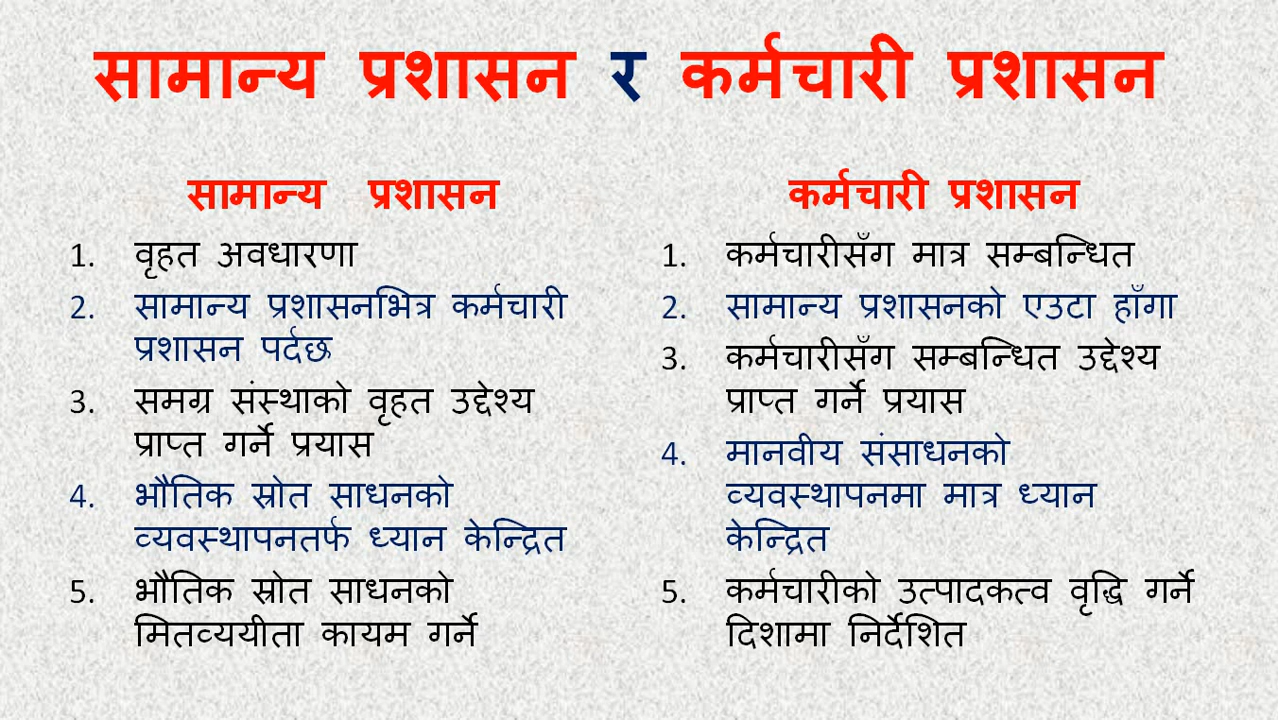 सामान्य प्रशासन र कर्मचारी प्रशासन
सामान्य प्रशासन
1. वृहत अवधारणा
2. सामान्य प्रशासनभित्र कर्मचारी
प्रशासन पर्दछ
3. समग्र संस्थाको वृहत उद्देश्य
प्राप्त गर्ने प्रयास
4. भौतिक स्रोत साधनको
व्यवस्थापनतर्फ ध्यान केन्द्रित
5. भौतिक स्रोत साधनको
मितव्ययीता कायम गर्ने
कर्मचारी प्रशासन
1. कर्मचारीसँग मात्र सम्बन्धित
2. सामान्य प्रशासनको एउटा हाँगा
3. कर्मचारीसँग सम्बन्धित उद्देश्य
प्राप्त गर्ने प्रयास
4. मानवीय संसाधनको
व्यवस्थापनमा मात्र ध्यान
केन्द्रित
5. कर्मचारीको उत्पादकत्व वृद्धि गर्ने
दिशामा निर्देशित